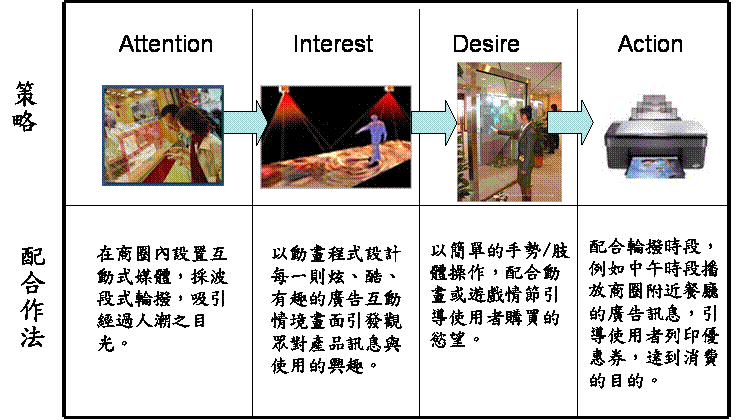 Attention
Interest
Desire
Action
策略
配合作法
在商圈內設置互
動式媒體，採波
段式輪撥，吸引
經過人潮之目
光。
以動畫程式設計
每一則炫、酷、
有趣的廣告互動
情境畫面引發觀
眾對產品訊息與
使用的興趣。
以簡單的手勢/肢
體操作，配合動
畫或遊戲情節引
導使用者購買的
慾望。
配合輪撥時段，
例如中午時段播
放商圈附近餐廳
的廣告訊息，引
導使用者列印優
惠券，達到消費
的目的。